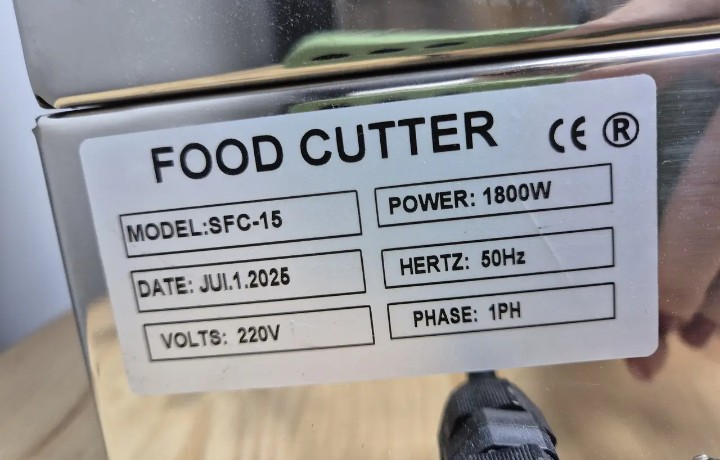 FOOD CUTTER CE ®
MODEL:SFC-15
POWER: 1800W
DATE: JUI.1.2025
HERTZ: 50Hz
VOLTS: 220V
PHASE: 1PH